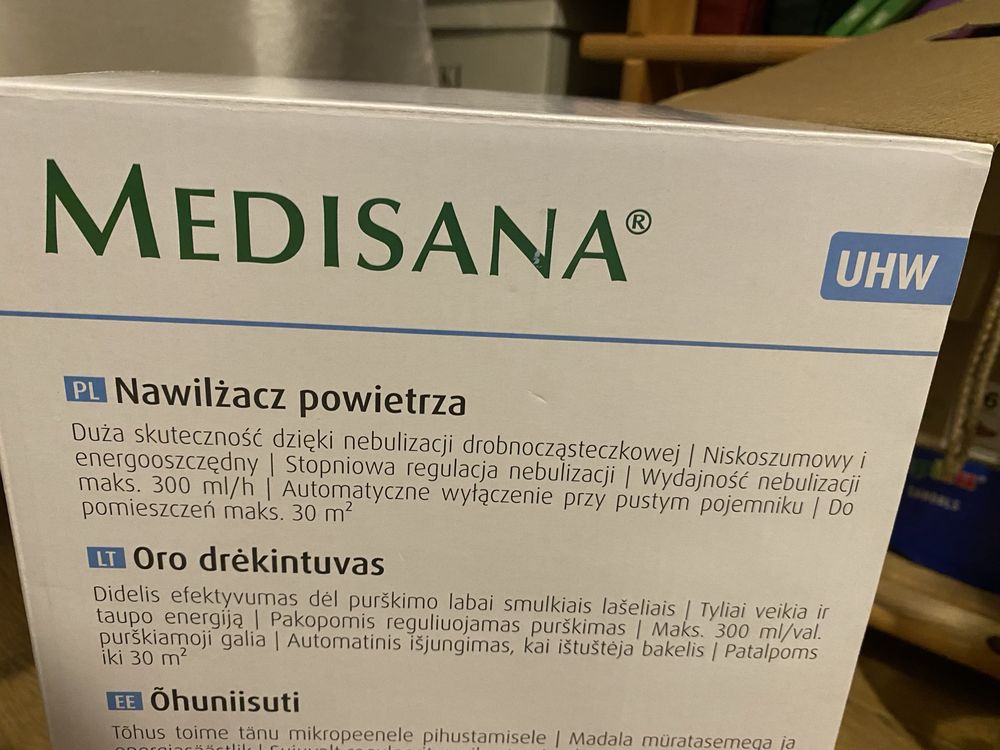 MEDISANA®
UHW
PL Nawilżacz powietrza
Duża skuteczność dzięki nebulizacji drobnocząsteczkowej | Niskoszumowy i
energooszczędny | Stopniowa regulacja nebulizacji | Wydajność nebulizacji
maks. 300 ml/h | Automatyczne wyłączenie przy pustym pojemniku | Do
pomieszczeń maks. 30 m²
LT Oro drėkintuvas
Didelis efektyvumas dėl purškimo labai smulkiais lašeliais | Tyliai veikia ir
taupo energiją | Pakopomis reguliuojamas purškimas | Maks. 300 ml/val.
purškiamoji galia | Automatinis išjungimas, kai ištuštėja bakelis | Patalpoms
iki 30 m²
EE Õhuniisuti
Tõhus toime tänu mikropeenele pihustamisele | Madala müratasemega ja